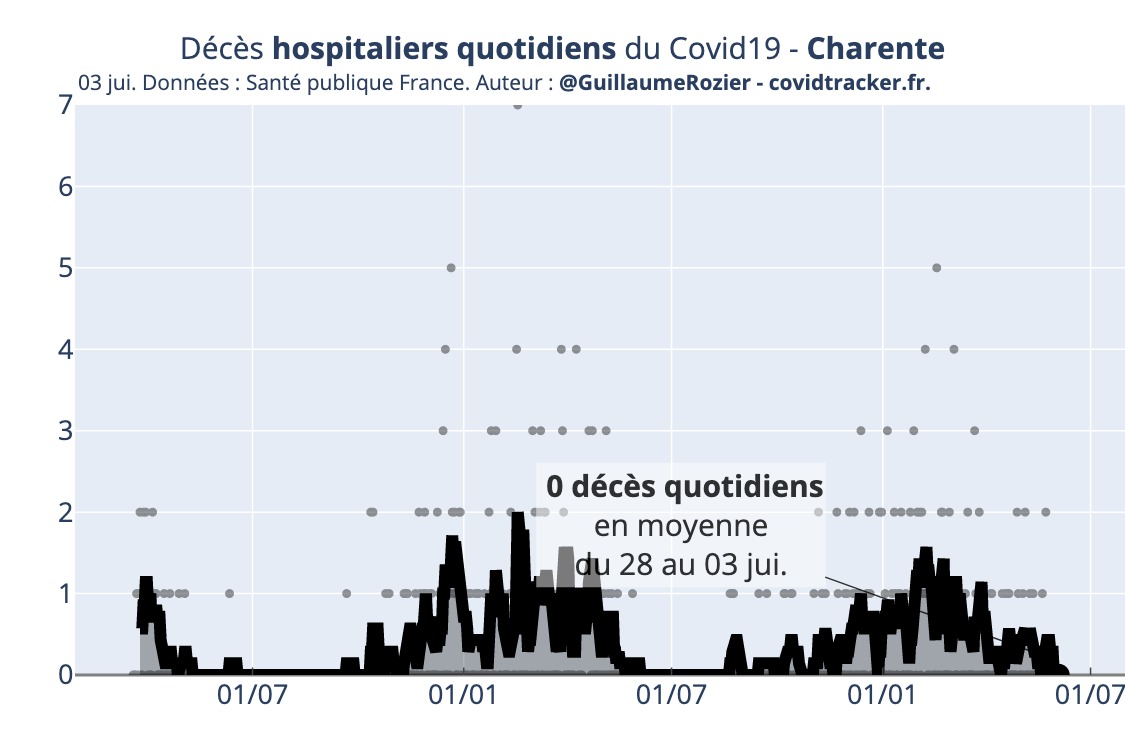 Décès hospitaliers quotidiens du Covid19 - Charente
03 jui. Données : Santé publique France. Auteur : @GuillaumeRozier - covidtracker.fr.
7
6
5
4
3
2
1
0
0 décès quotidiens
en moyenne
du 28 au 03 jui.
01/07 01/01 01/07 01/01 01/07